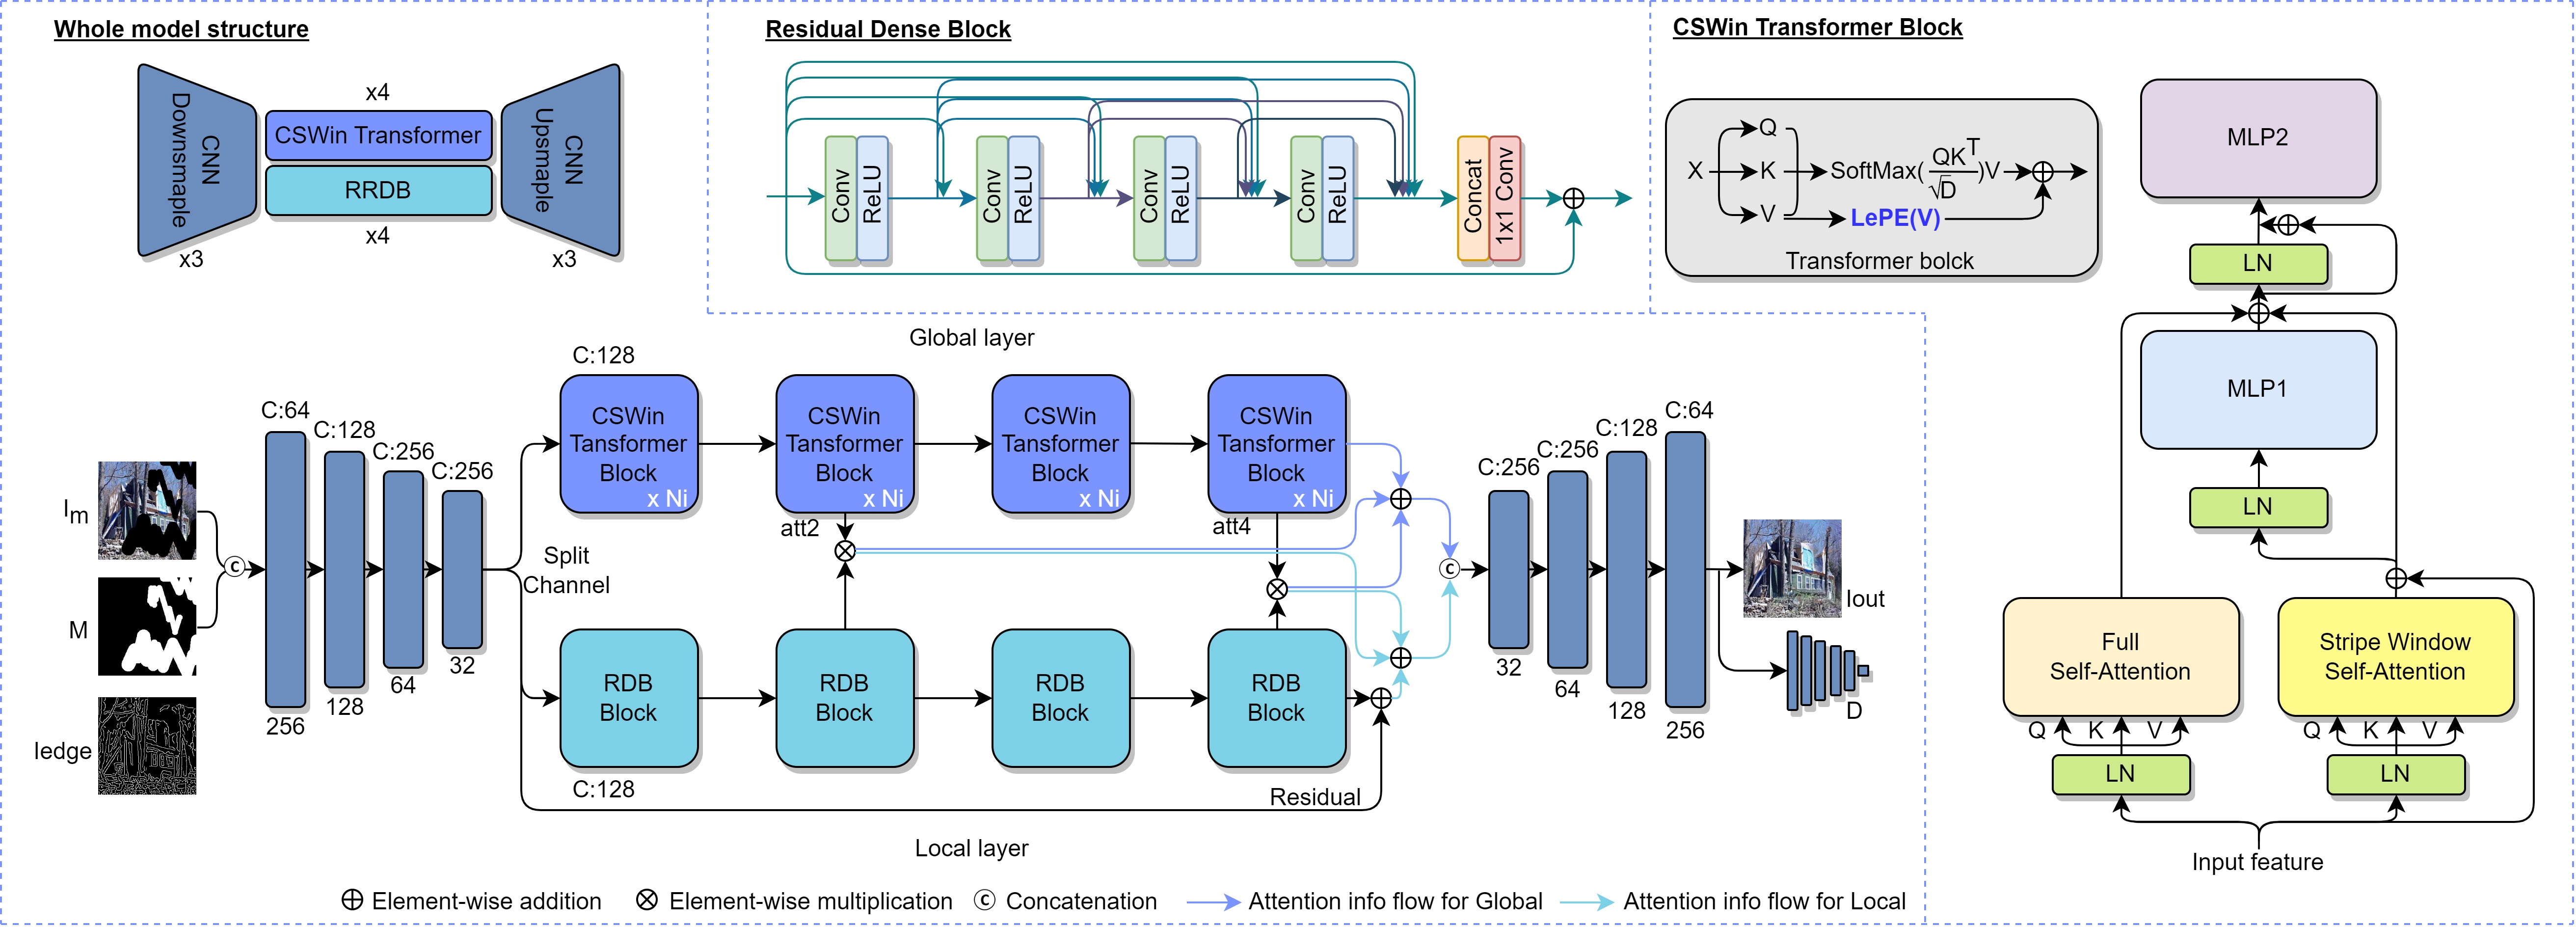 Whole model structure
CNN
Downsmaple
x3
x4
CSWin Transformer
RRDB
x4
CNN
Upsmaple
x3
Residual Dense Block
Conv
ReLU
Conv
ReLU
Conv
ReLU
Conv
ReLU
Concat
1x1 Conv
CSWin Transformer Block
X
Q
K
V
SoftMax(QK^T/√D)V
LePE(V)
Transformer bolck
MLP2
LN
MLP1
LN
Full
Self-Attention
Stripe Window
Self-Attention
Q K V
Q K V
LN
LN
Input feature
Global layer
Im
M
Iedge
c
C:64
256
C:128
128
C:256
64
C:256
32
Split
Channel
C:128
CSWin
Tansformer
Block
x Ni
CSWin
Tansformer
Block
x Ni
CSWin
Tansformer
Block
x Ni
CSWin
Tansformer
Block
x Ni
att2
att4
RDB
Block
RDB
Block
RDB
Block
RDB
Block
C:128
Residual
c
C:256
32
C:256
64
C:128
128
C:64
256
Iout
D
Local layer
Element-wise addition
Element-wise multiplication
c Concatenation
Attention info flow for Global
Attention info flow for Local